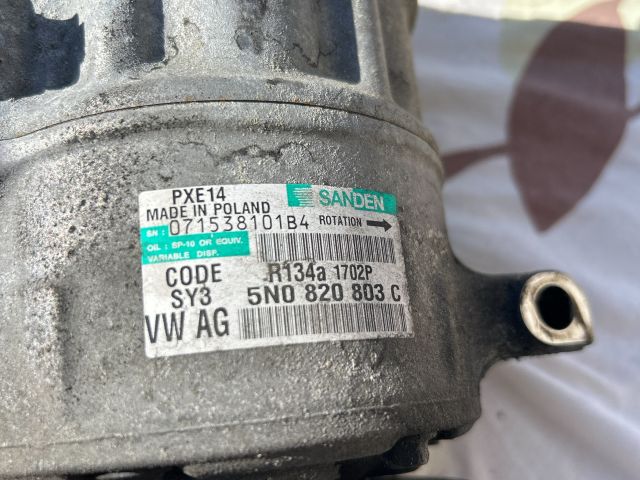 PXE14 SANDEN
MADE IN POLAND
SN: 071538101B4 ROTATION →
OIL: SP-10 OR EQUIV.
VARIABLE DISP.
CODE R134a 1702P
SY3 5N0 820 803 C
VW AG